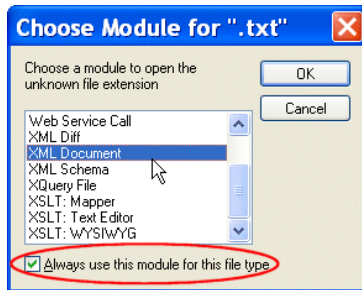 Choose Module for ".txt"
Choose a module to open the
unknown file extension
OK
Cancel
Web Service Call
XML Diff
XML Document
XML Schema
XQuery File
XSLT: Mapper
XSLT: Text Editor
XSLT: WYSIWYG
Always use this module for this file type